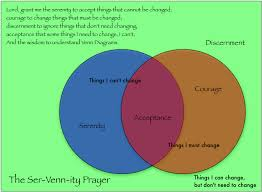 Lord, grant me the serenity to accept things that cannot be changed;
courage to change things that must be changed;
discernment to ignore things that don't need changing,
acceptance that some things I need to change, I can't;
And the wisdom to understand Venn Diagrams.
Discernment
Things I can't change
Courage
Serenity
Acceptance
Things I must change
The Ser-Venn-ity Prayer
Things I can change,
but don't need to change.